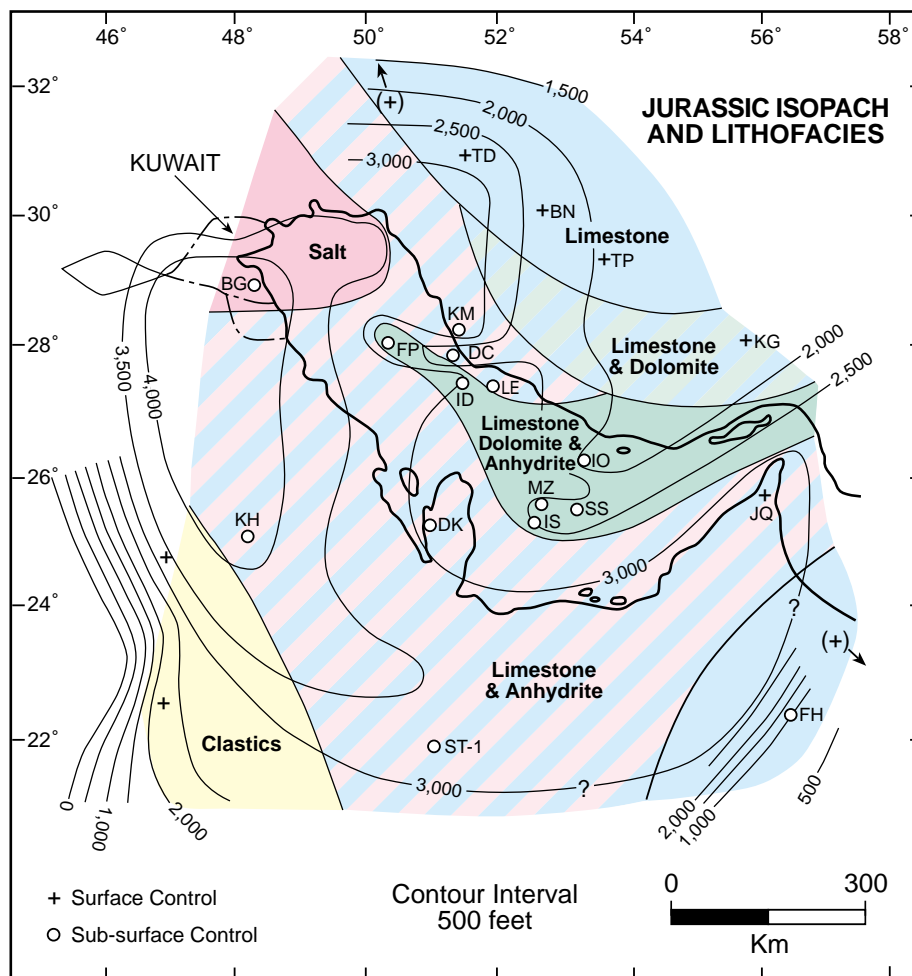 46° 48° 50° 52° 54° 56° 58°
32°
30°
28°
26°
24°
22°
JURASSIC ISOPACH
AND LITHOFACIES
KUWAIT
(+)
1,500
2,000
2,500
3,000
TD
BN
Limestone
TP
Salt
BG
KM
DC
FP
ID
LE
KG
Limestone
& Dolomite
2,000
2,500
3,500
4,000
Limestone
Dolomite &
Anhydrite
IO
MZ
SS
IS
JQ
KH
DK
3,000
?
(+)
Limestone
& Anhydrite
Clastics
ST-1
FH
3,000
?
0
1,000
2,000
2,000
1,000
500
+ Surface Control
Sub-surface Control
Contour Interval
500 feet
0 300
Km